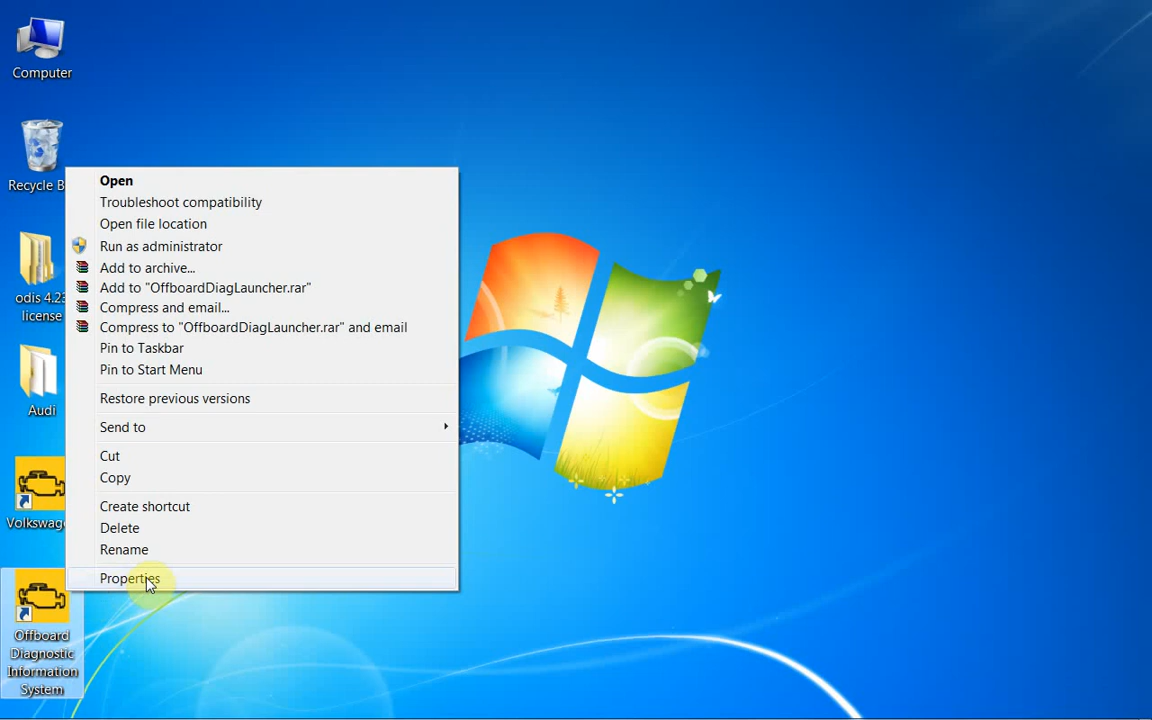 Computer
Recycle B
odis 4.23
license
Audi
Volkswage
Offboard
Diagnostic
Information
System
Open
Troubleshoot compatibility
Open file location
Run as administrator
Add to archive...
Add to "OffboardDiagLauncher.rar"
Compress and email...
Compress to "OffboardDiagLauncher.rar" and email
Pin to Taskbar
Pin to Start Menu
Restore previous versions
Send to
Cut
Copy
Create shortcut
Delete
Rename
Properties